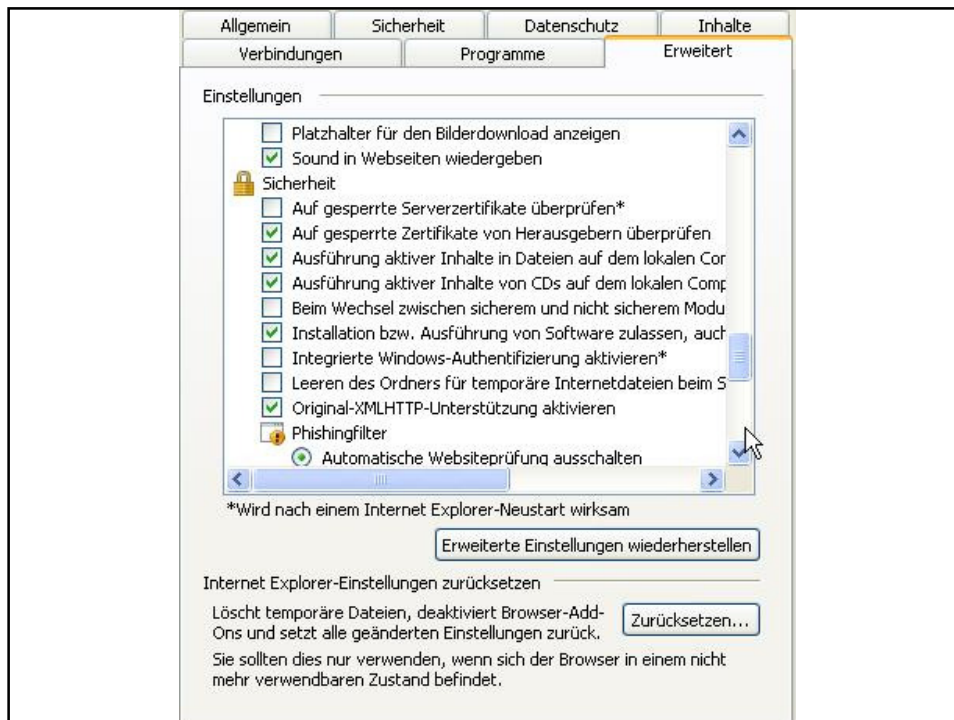 Allgemein Sicherheit Datenschutz Inhalte
Verbindungen Programme Erweitert
Einstellungen
Platzhalter für den Bilderdownload anzeigen
Sound in Webseiten wiedergeben
Sicherheit
Auf gesperrte Serverzertifikate überprüfen*
Auf gesperrte Zertifikate von Herausgebern überprüfen
Ausführung aktiver Inhalte in Dateien auf dem lokalen Cor
Ausführung aktiver Inhalte von CDs auf dem lokalen Comp
Beim Wechsel zwischen sicherem und nicht sicherem Modu
Installation bzw. Ausführung von Software zulassen, auch
Integrierte Windows-Authentifizierung aktivieren*
Leeren des Ordners für temporäre Internetdateien beim S
Original-XMLHTTP-Unterstützung aktivieren
Phishingfilter
Automatische Websiteprüfung ausschalten
*Wird nach einem Internet Explorer-Neustart wirksam
Erweiterte Einstellungen wiederherstellen
Internet Explorer-Einstellungen zurücksetzen
Löscht temporäre Dateien, deaktiviert Browser-Add-
Ons und setzt alle geänderten Einstellungen zurück.
Zurücksetzen...
Sie sollten dies nur verwenden, wenn sich der Browser in einem nicht
mehr verwendbaren Zustand befindet.